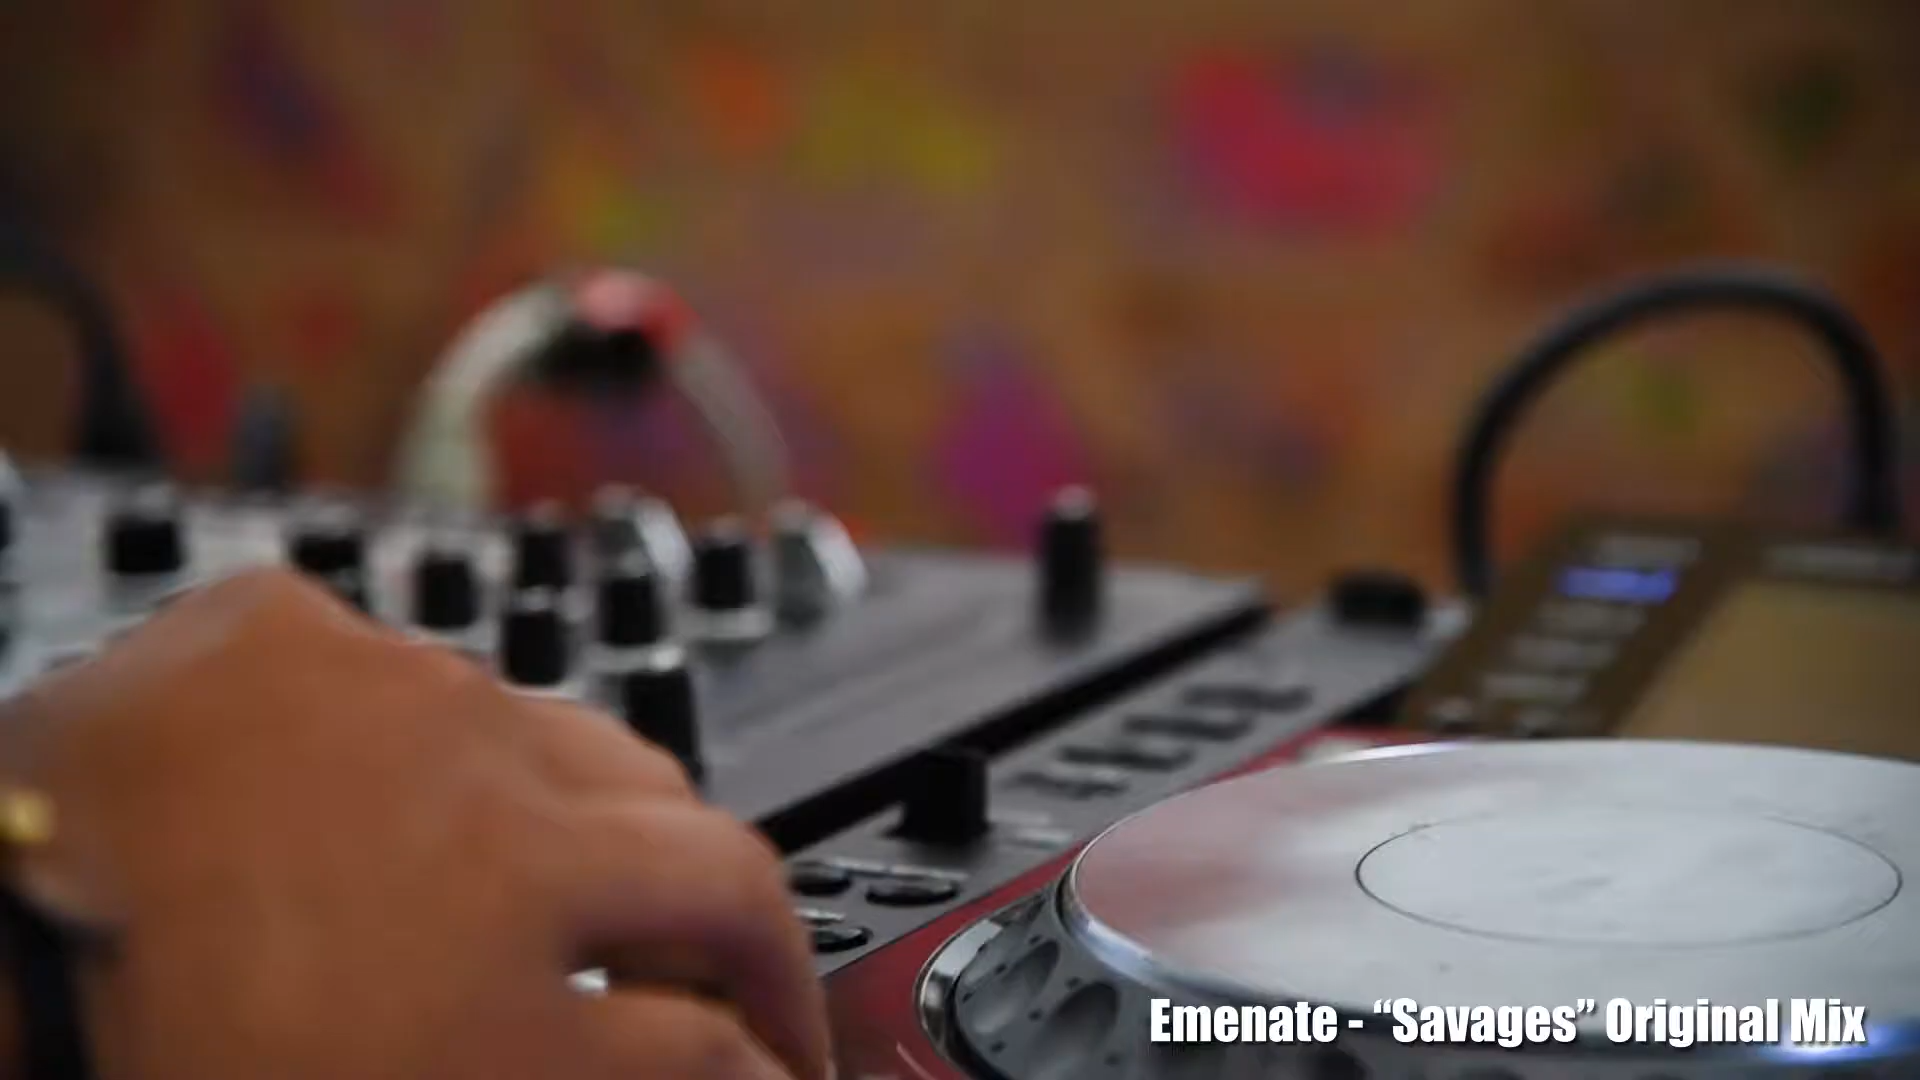 Emenate - “Savages” Original Mix